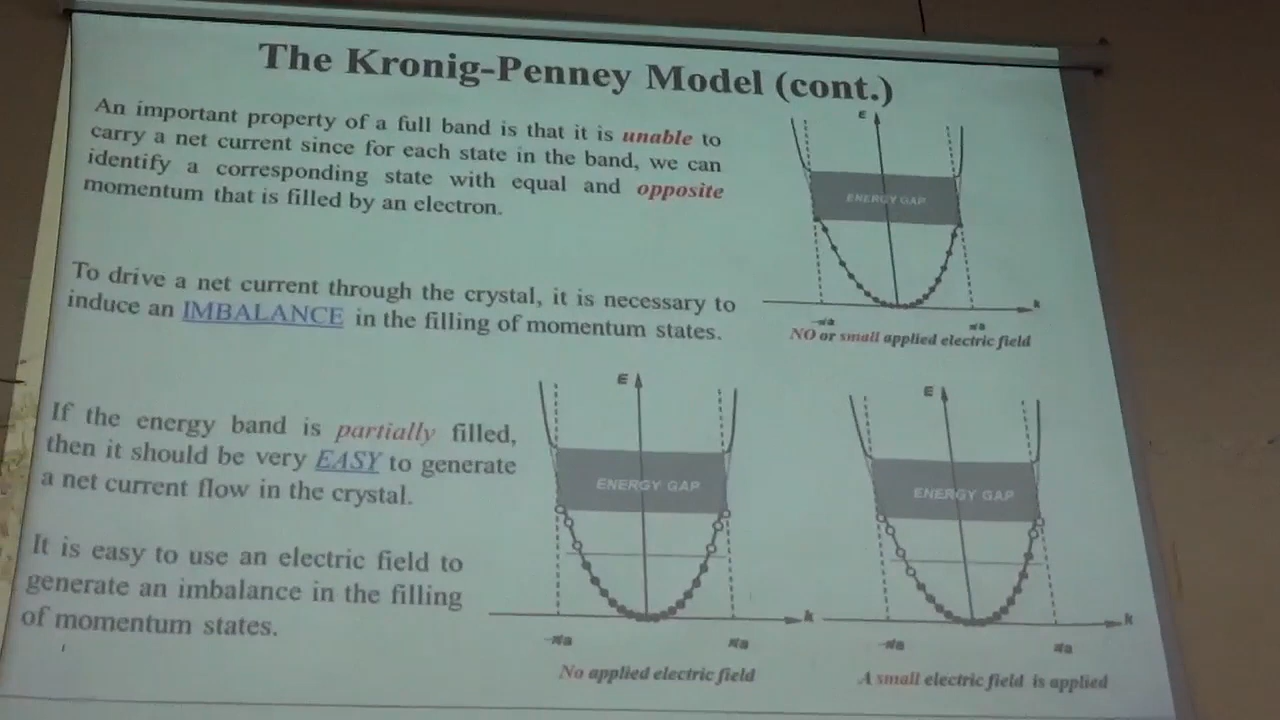 The Kronig-Penney Model (cont.)
An important property of a full band is that it is unable to
carry a net current since for each state in the band, we can
identify a corresponding state with equal and opposite
momentum that is filled by an electron.
E
ENERGY GAP
k
-π/a
π/a
NO or small applied electric field
To drive a net current through the crystal, it is necessary to
induce an IMBALANCE in the filling of momentum states.
If the energy band is partially filled,
then it should be very EASY to generate
a net current flow in the crystal.
It is easy to use an electric field to
generate an imbalance in the filling
of momentum states.
E
ENERGY GAP
k
-π/a
π/a
No applied electric field
E
ENERGY GAP
k
-π/a
π/a
A small electric field is applied